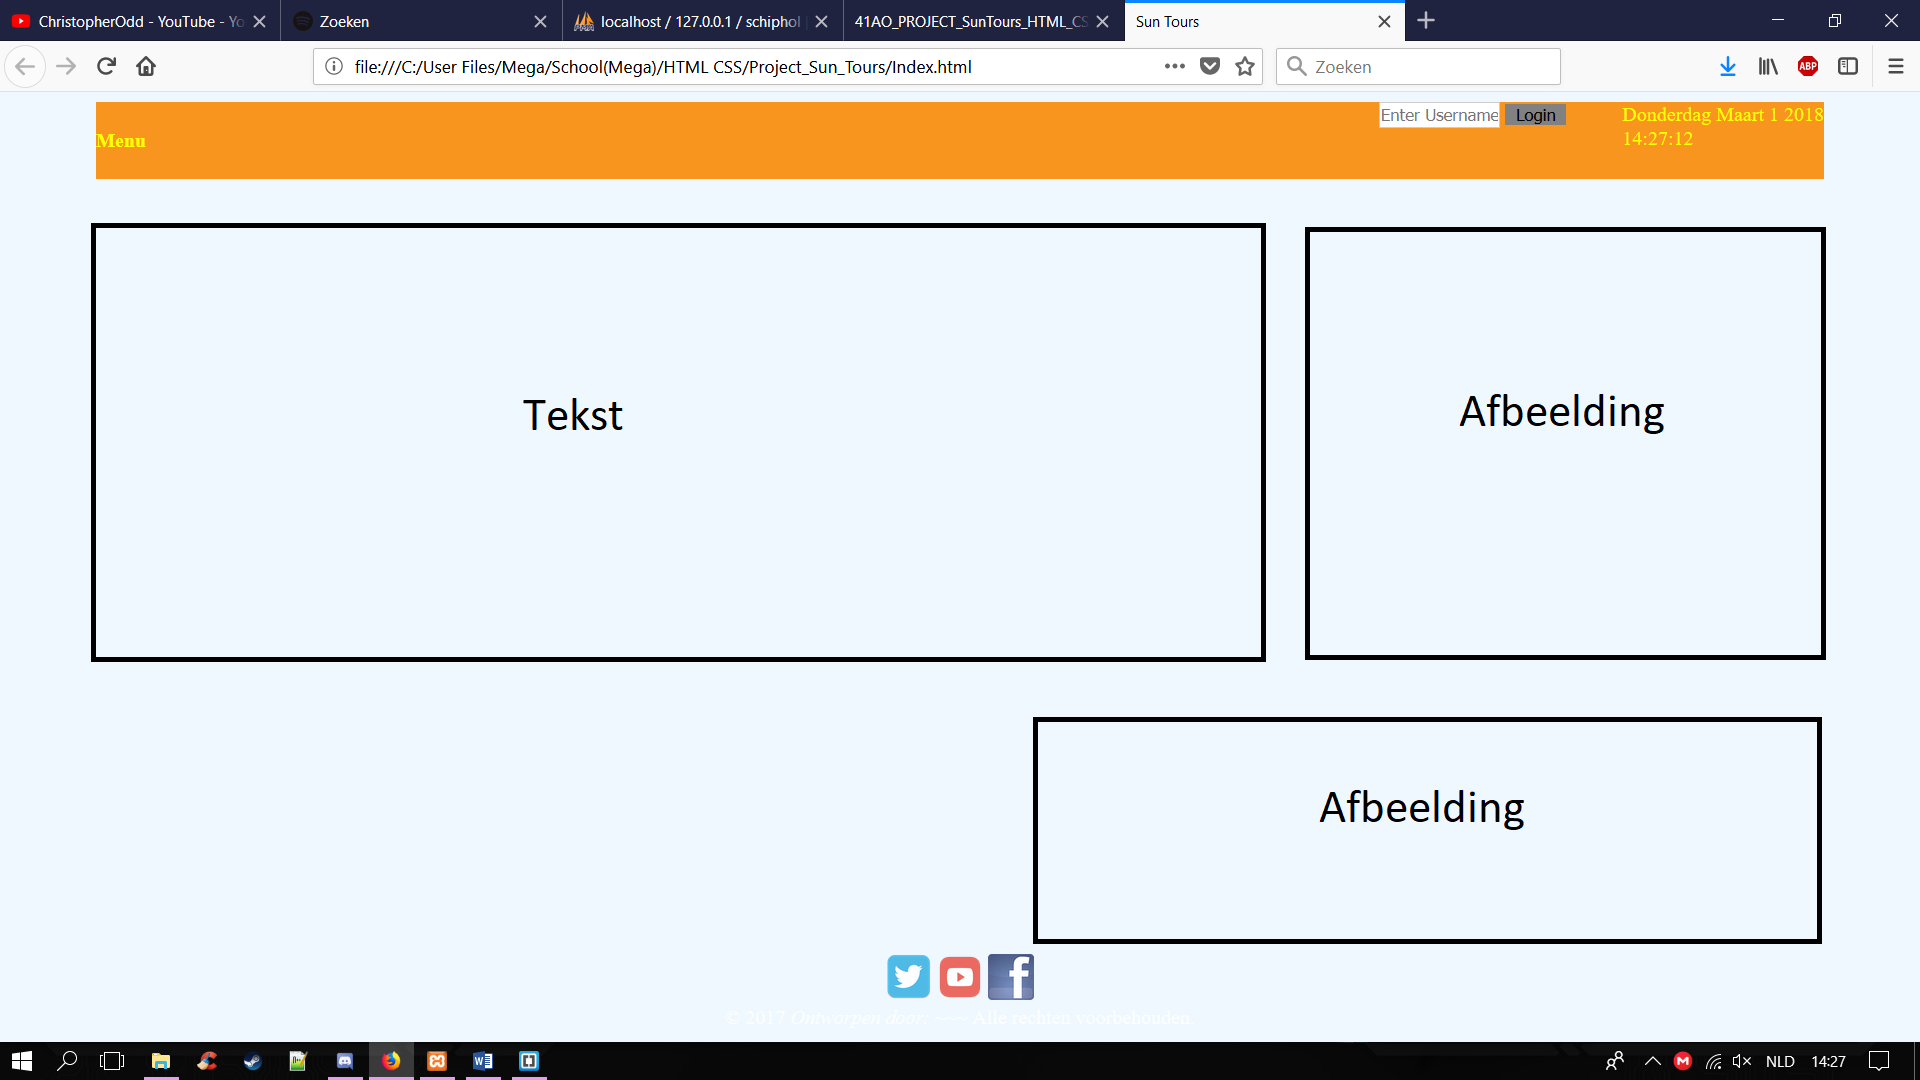 ChristopherOdd - YouTube - Yo
Zoeken
localhost / 127.0.0.1 / schiphol
41AO_PROJECT_SunTours_HTML_CS
Sun Tours
file:///C:/User Files/Mega/School(Mega)/HTML CSS/Project_Sun_Tours/Index.html
Zoeken
ABP
Enter Username
Login
Donderdag Maart 1 2018
14:27:12
Menu
Tekst
Afbeelding
Afbeelding
© 2017 Ontworpen door: ~~~ Alle rechten voorbehouden.
NLD
14:27